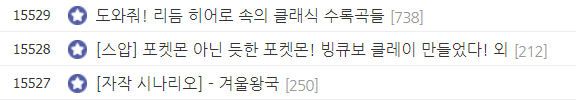 15529 도와줘! 리듬 히어로 속의 클래식 수록곡들 [738]
15528 [스압] 포켓몬 아닌 듯한 포켓몬! 빙큐보 클레이 만들었다! 외 [212]
15527 [자작 시나리오] - 겨울왕국 [250]